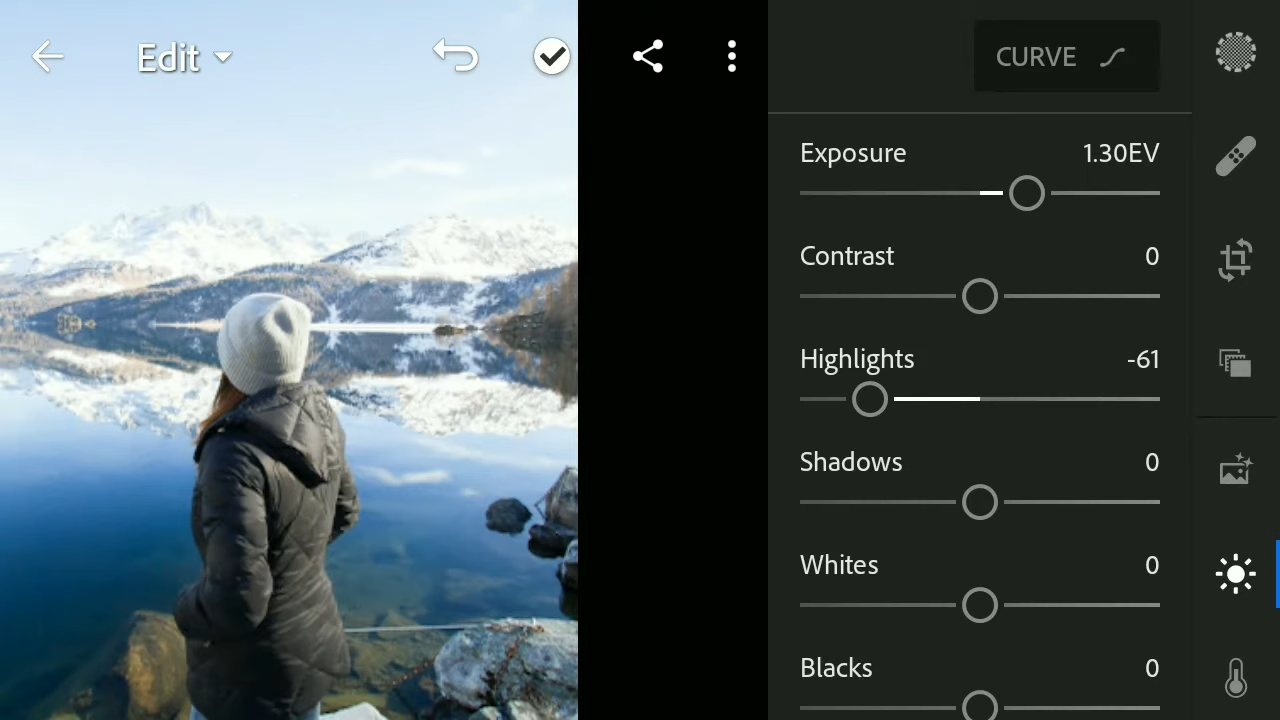 Edit
CURVE
Exposure 1.30EV
Contrast 0
Highlights -61
Shadows 0
Whites 0
Blacks 0